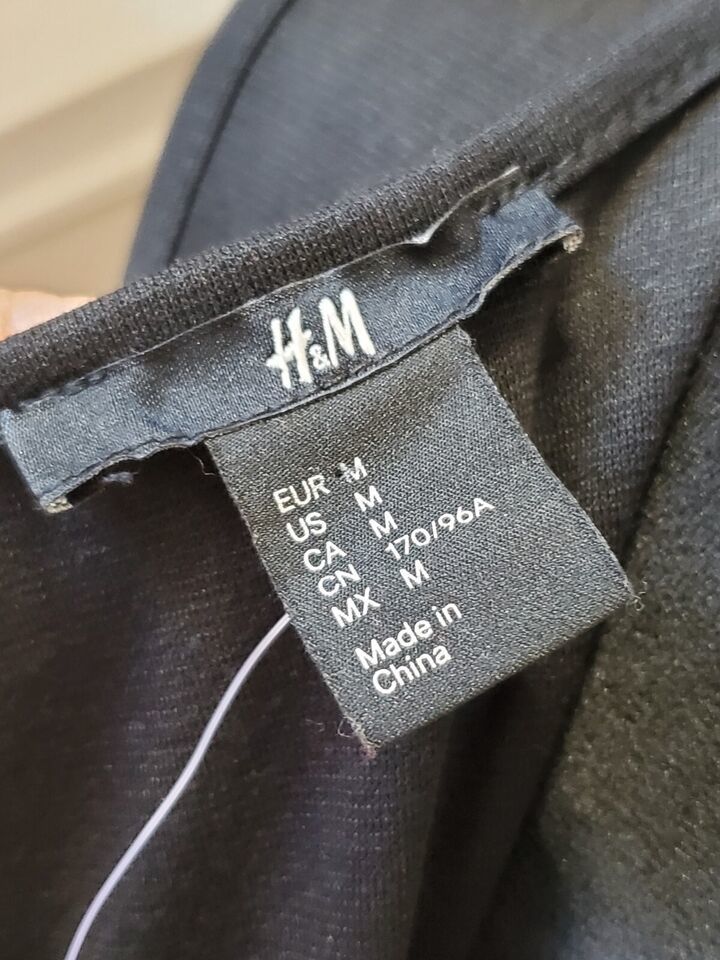 H&M
EUR M
US M
CA M
CN 170/96A
MX M
Made in
China